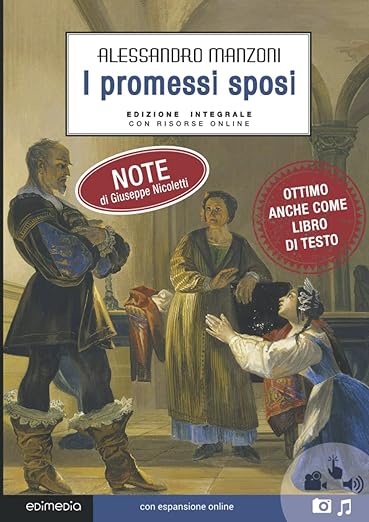 ALESSANDRO MANZONI
I promessi sposi
EDIZIONE INTEGRALE
CON RISORSE ONLINE
NOTE
di Giuseppe Nicoletti
OTTIMO
ANCHE COME
LIBRO
DI TESTO
edimedia
con espansione online